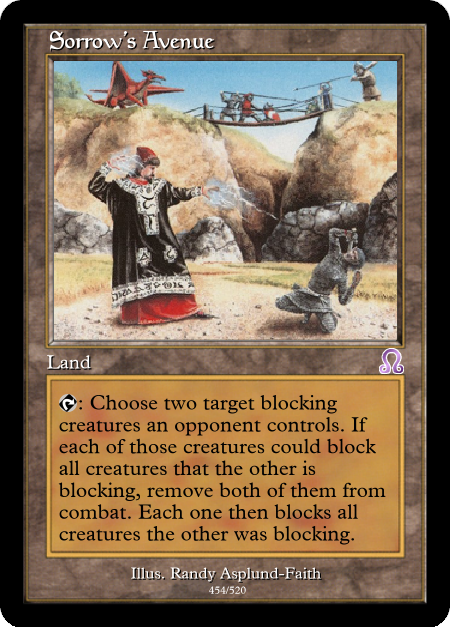 Sorrow's Avenue
Land
: Choose two target blocking
creatures an opponent controls. If
each of those creatures could block
all creatures that the other is
blocking, remove both of them from
combat. Each one then blocks all
creatures the other was blocking.
Illus. Randy Asplund-Faith
454/520